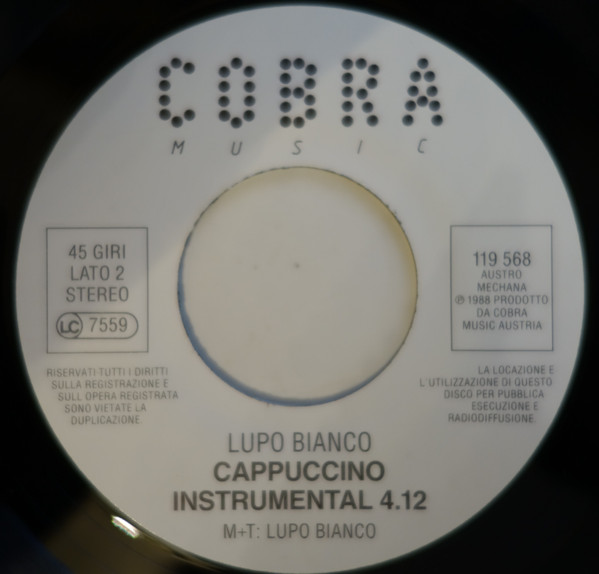 COBRA
MUSIC
45 GIRI
LATO 2
STEREO
LC 7559
119 568
AUSTRO
MECHANA
℗ 1988 PRODOTTO
DA COBRA
MUSIC AUSTRIA
RISERVATI TUTTI I DIRITTI
SULLA REGISTRAZIONE E
SULL OPERA REGISTRATA
SONO VIETATE LA
DUPLICAZIONE.
LA LOCAZIONE E
L'UTILIZZAZIONE DI QUESTO
DISCO PER PUBBLICA
ESECUZIONE E
RADIODIFFUSIONE.
LUPO BIANCO
CAPPUCCINO
INSTRUMENTAL 4.12
M+T: LUPO BIANCO